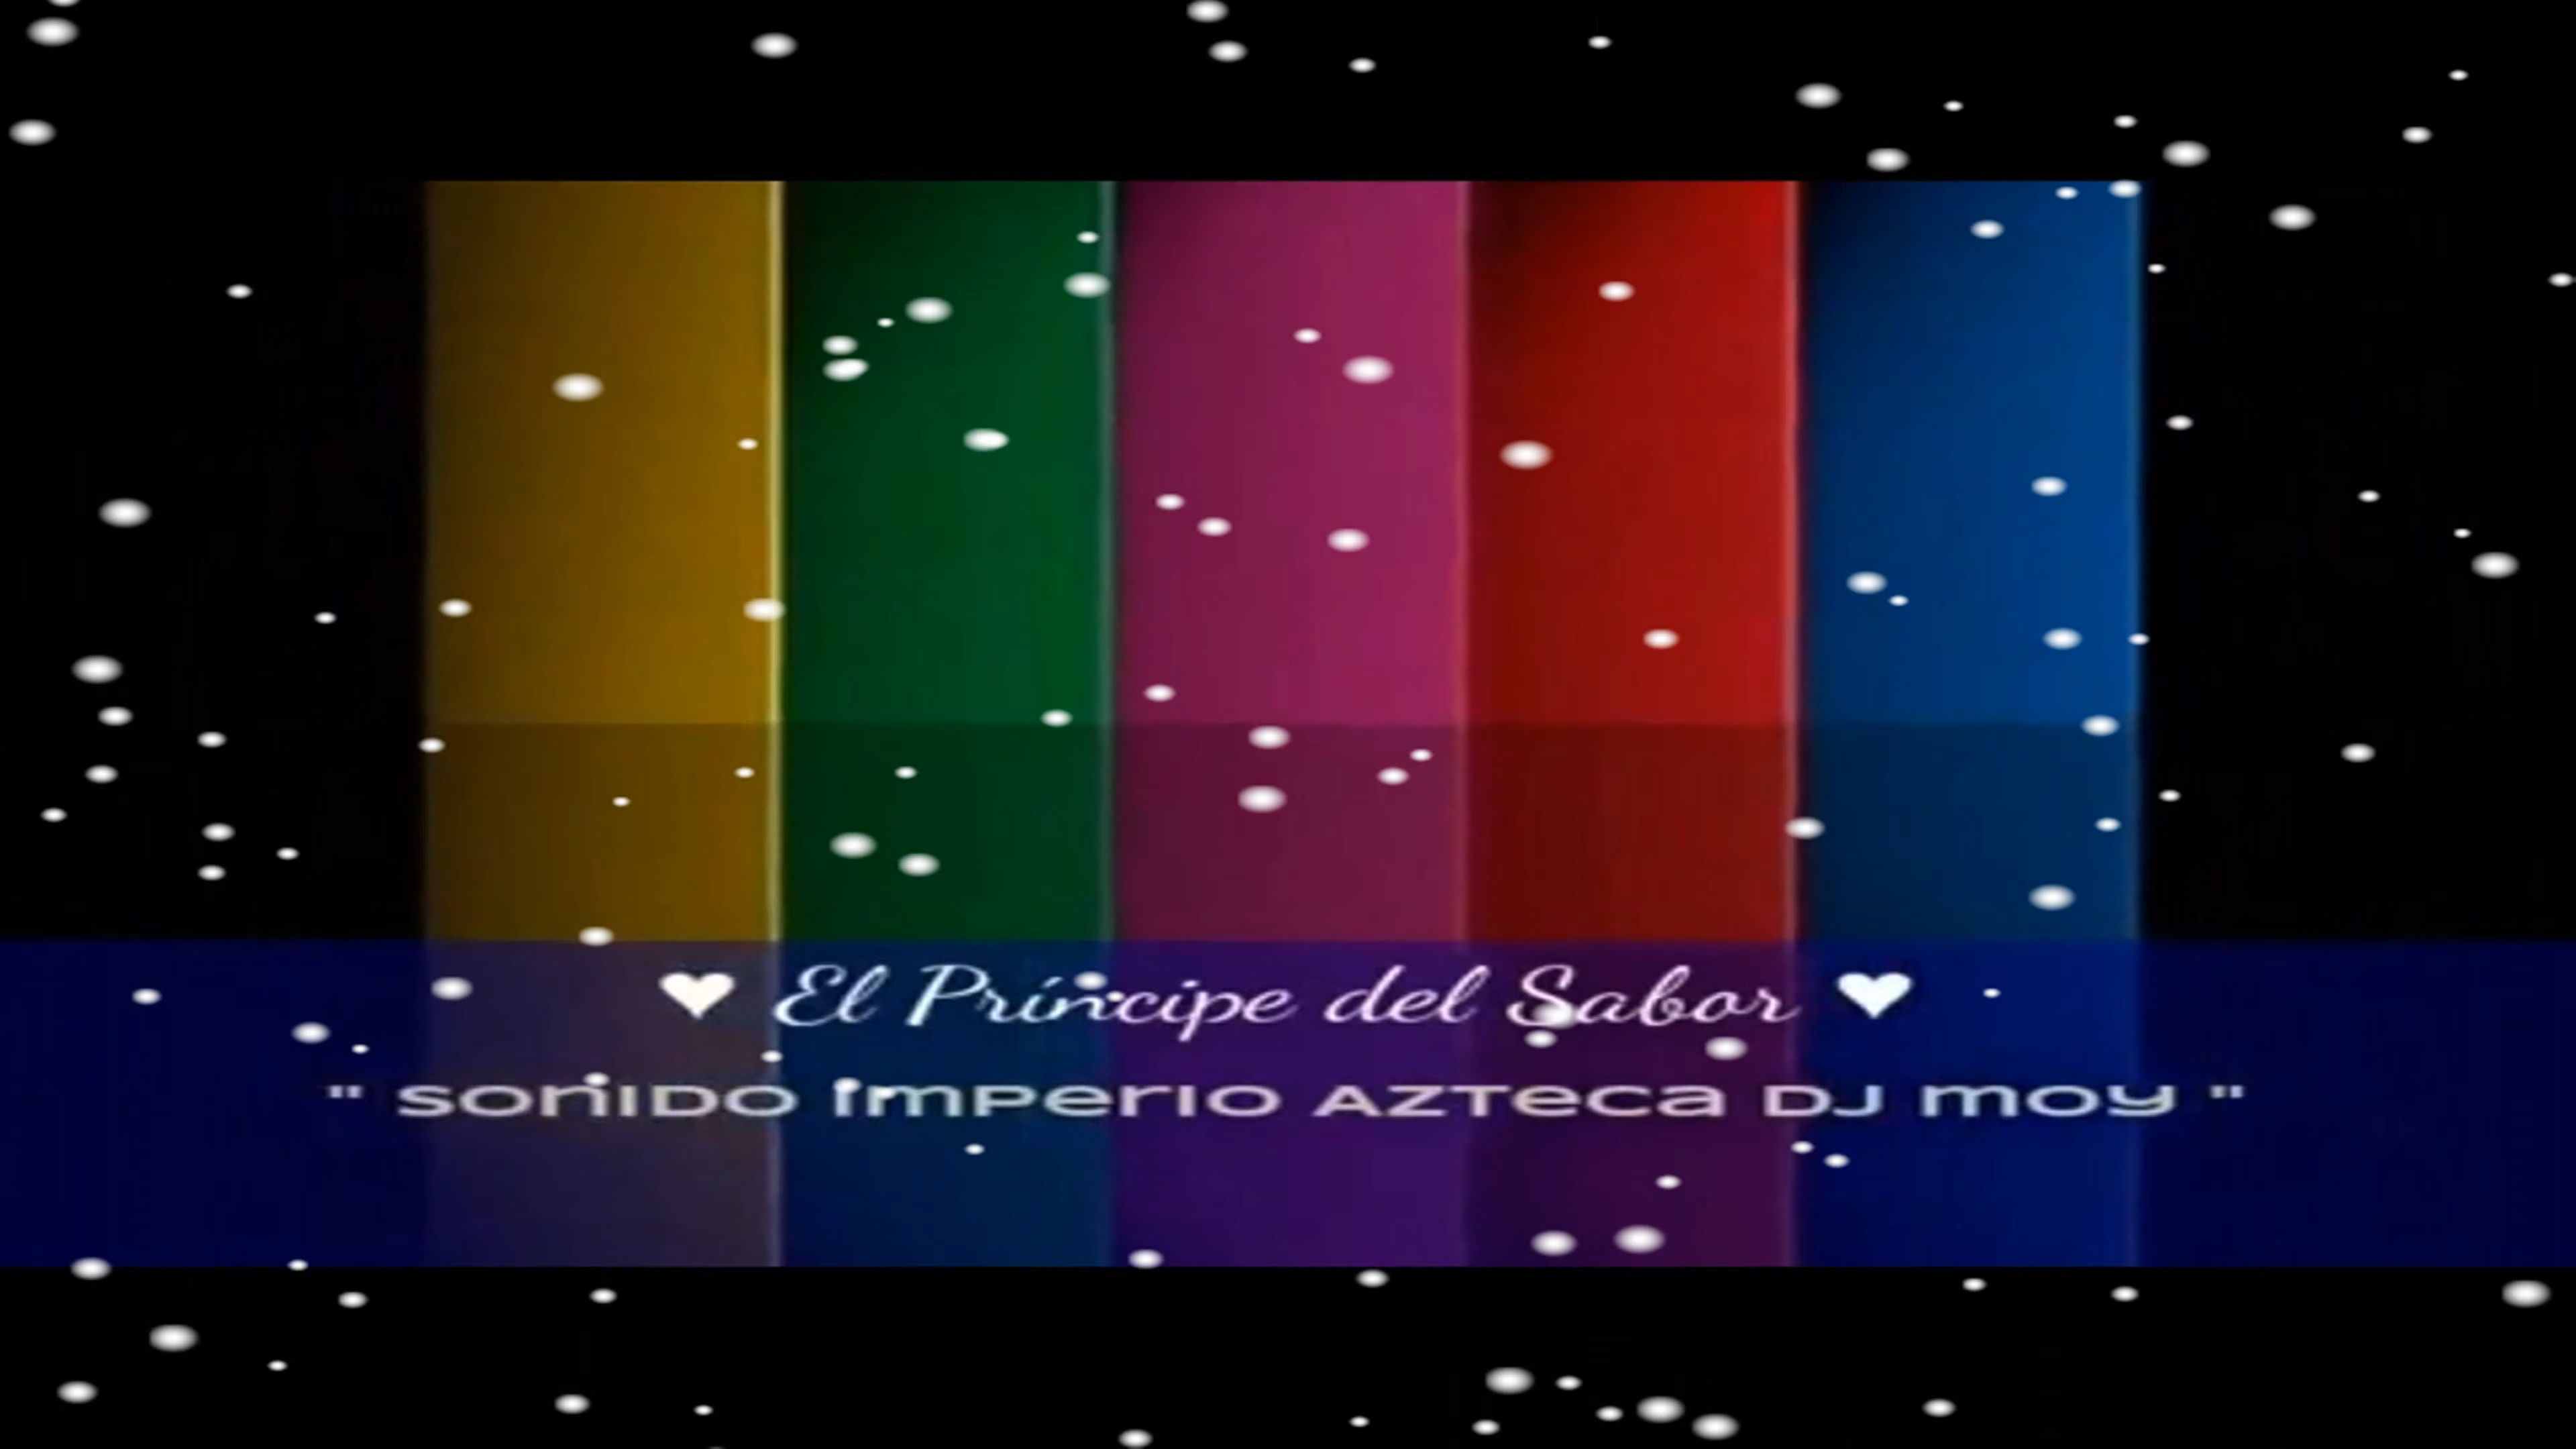 ♥ El Príncipe del Sabor ♥
" SONIDO IMPERIO AZTECA DJ MOY "